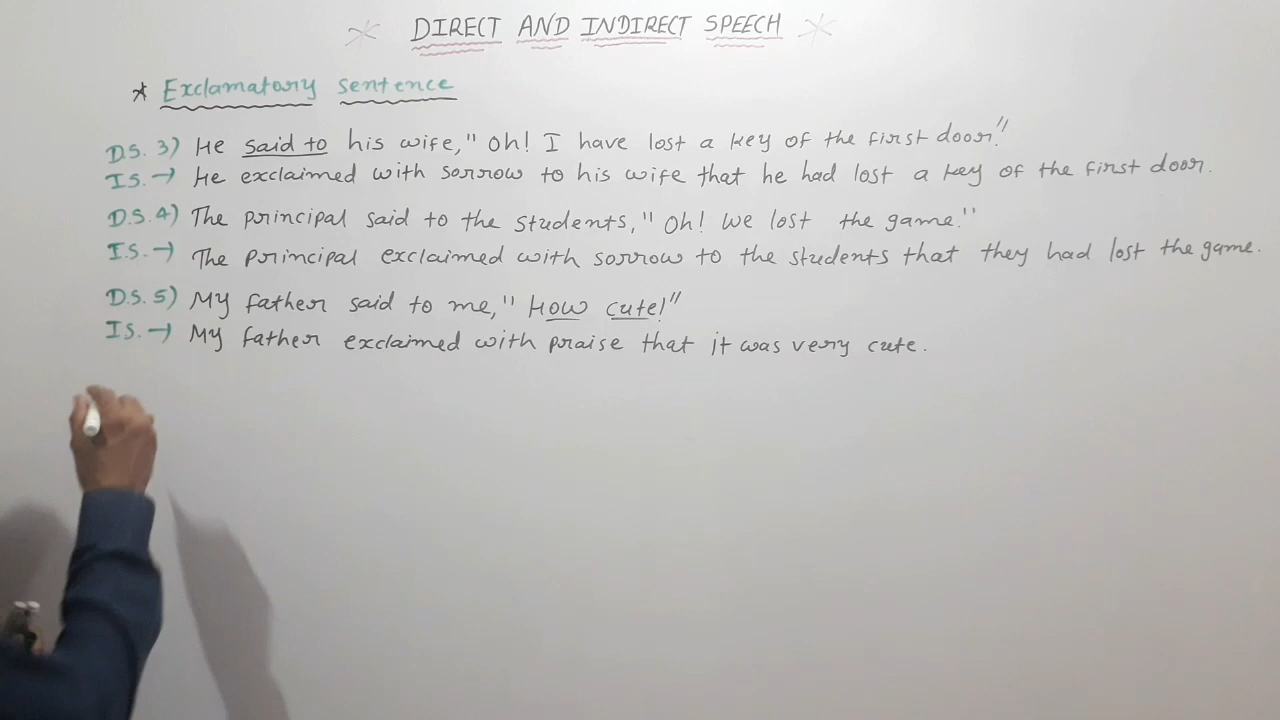 DIRECT AND INDIRECT SPEECH
* Exclamatory sentence
D.S. 3) He said to his wife," Oh! I have lost a key of the first door."
I.S. → He exclaimed with sorrow to his wife that he had lost a key of the first door.
D.S. 4) The principal said to the students," Oh! We lost the game."
I.S. → The principal exclaimed with sorrow to the students that they had lost the game.
D.S. 5) My father said to me," How cute!"
I.S. → My father exclaimed with praise that it was very cute.